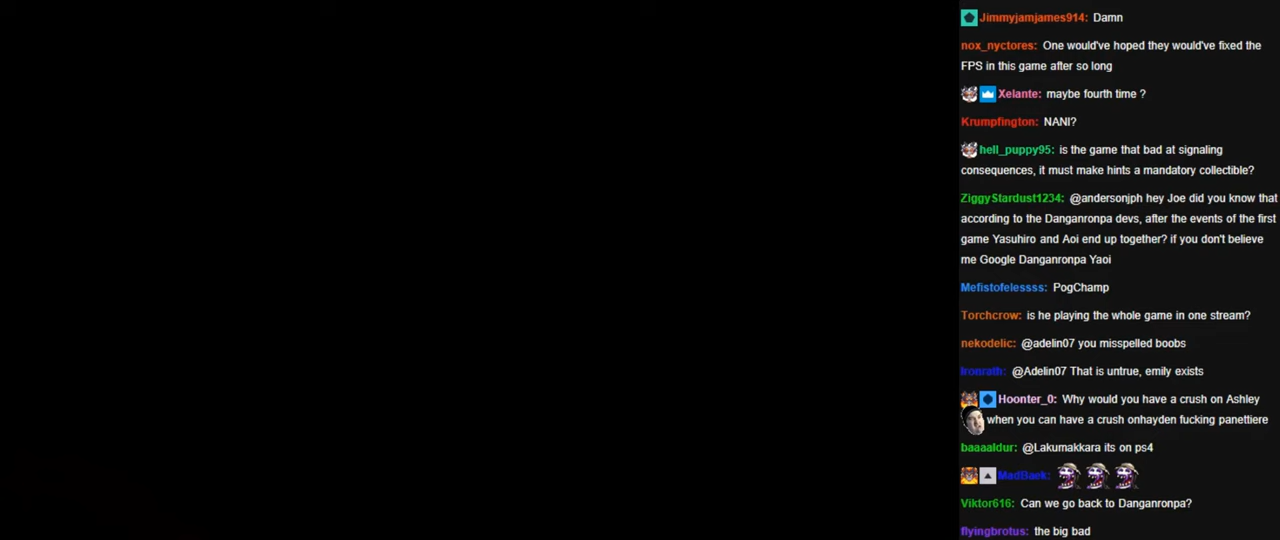 Jimmyjamjames914: Damn
nox_nyctores: One would've hoped they would've fixed the
FPS in this game after so long
Xelante: maybe fourth time ?
Krumpfington: NANI?
hell_puppy95: is the game that bad at signaling
consequences, it must make hints a mandatory collectible?
ZiggyStardust1234: @andersonjph hey Joe did you know that
according to the Danganronpa devs, after the events of the first
game Yasuhiro and Aoi end up together? if you don't believe
me Google Danganronpa Yaoi
Mefistofelessss: PogChamp
Torchcrow: is he playing the whole game in one stream?
nekodelic: @adelin07 you misspelled boobs
Ironrath: @Adelin07 That is untrue, emily exists
Hoonter_0: Why would you have a crush on Ashley
when you can have a crush onhayden fucking panettiere
baaaaldur: @Lakumakkara its on ps4
MadBaek:
Viktor616: Can we go back to Danganronpa?
flyingbrotus: the big bad